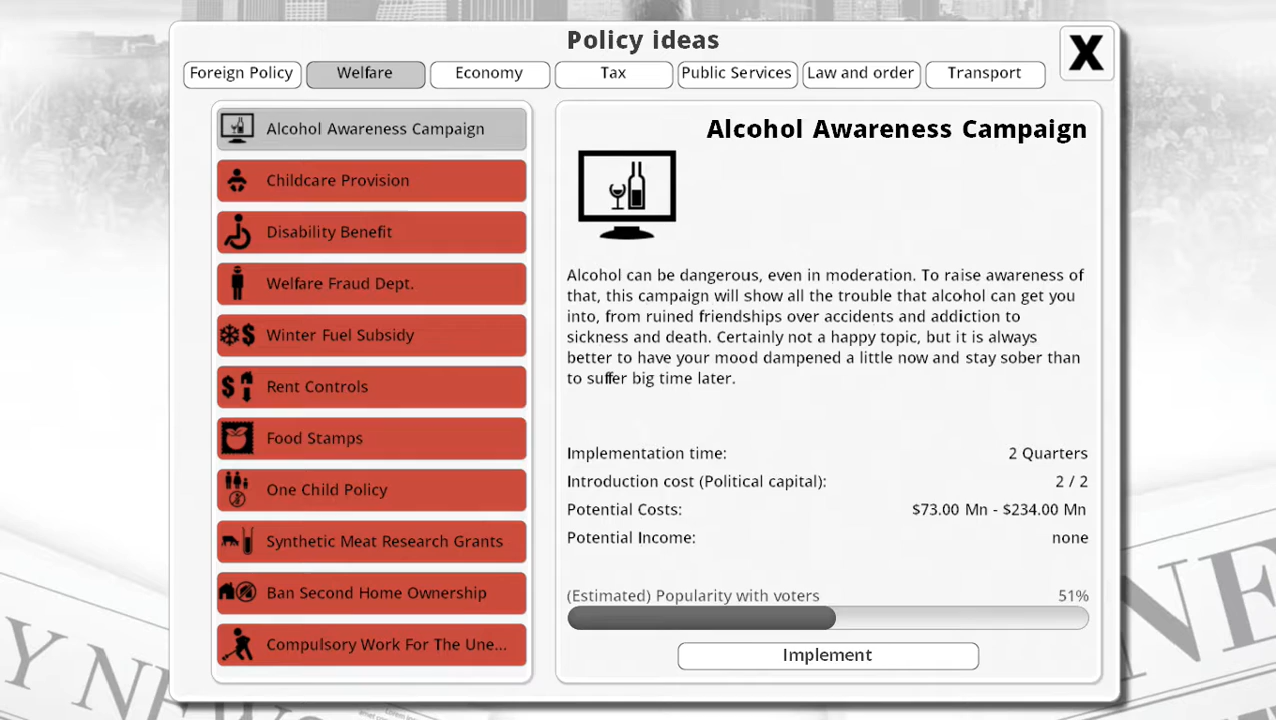 Policy ideas
X
Foreign Policy
Welfare
Economy
Tax
Public Services
Law and order
Transport
Alcohol Awareness Campaign
Childcare Provision
Disability Benefit
Welfare Fraud Dept.
Winter Fuel Subsidy
Rent Controls
Food Stamps
One Child Policy
Synthetic Meat Research Grants
Ban Second Home Ownership
Compulsory Work For The Une...
Alcohol Awareness Campaign
Alcohol can be dangerous, even in moderation. To raise awareness of
that, this campaign will show all the trouble that alcohol can get you
into, from ruined friendships over accidents and addiction to
sickness and death. Certainly not a happy topic, but it is always
better to have your mood dampened a little now and stay sober than
to suffer big time later.
Implementation time: 2 Quarters
Introduction cost (Political capital): 2 / 2
Potential Costs: $73.00 Mn - $234.00 Mn
Potential Income: none
(Estimated) Popularity with voters 51%
Implement